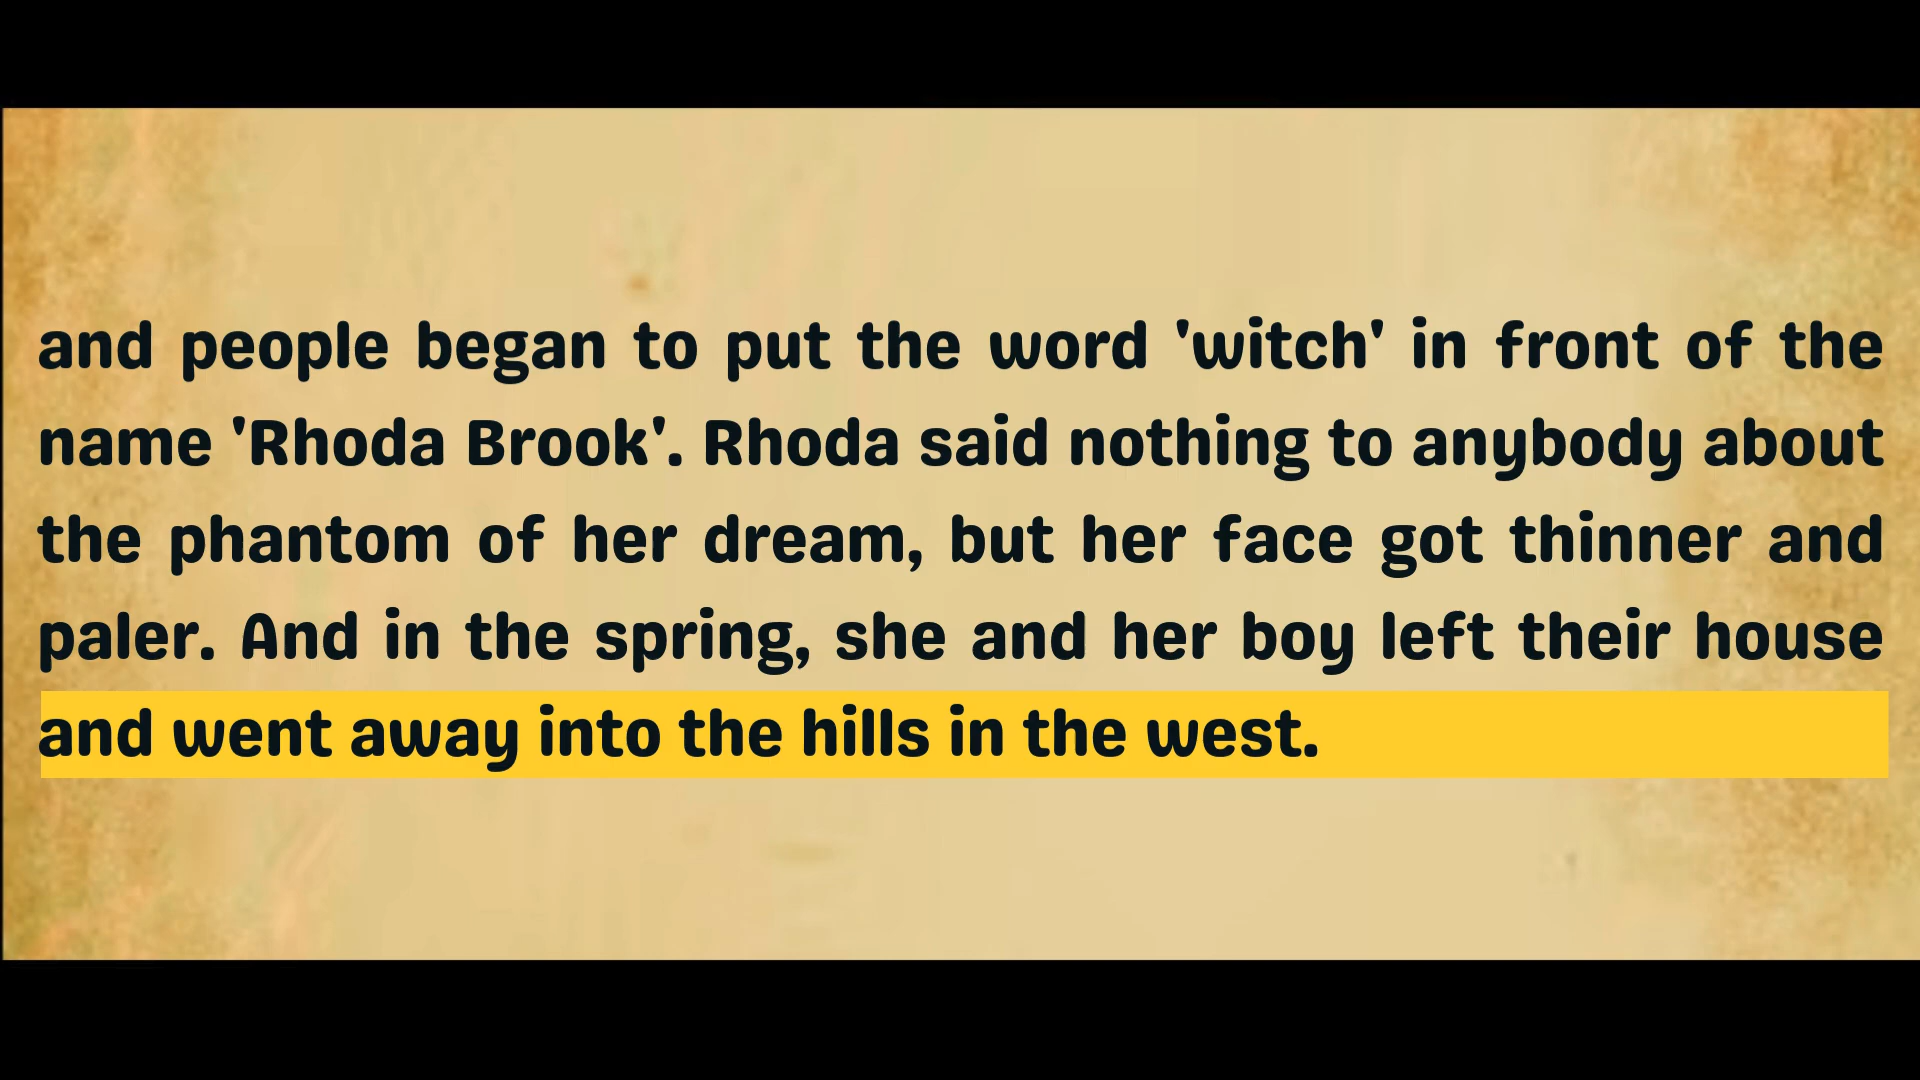 and people began to put the word 'witch' in front of the
name 'Rhoda Brook'. Rhoda said nothing to anybody about
the phantom of her dream, but her face got thinner and
paler. And in the spring, she and her boy left their house
and went away into the hills in the west.